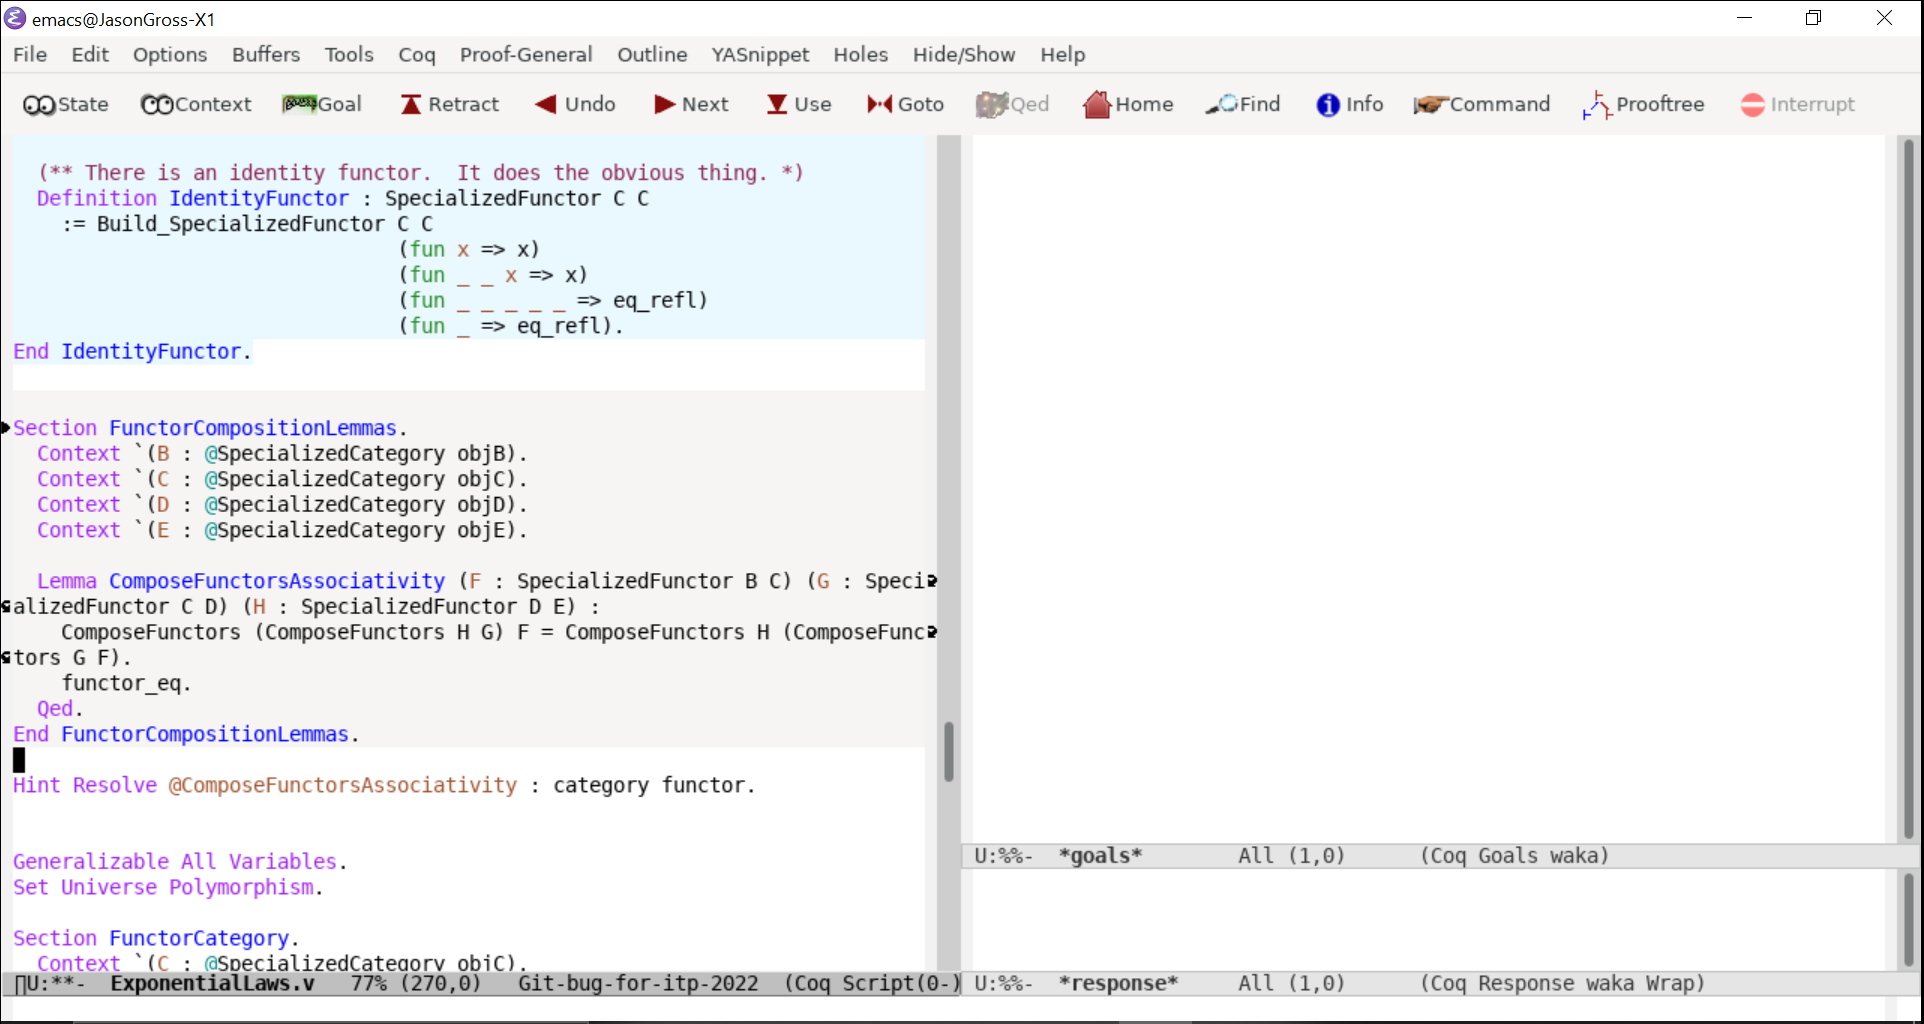 emacs@JasonGross-X1
File Edit Options Buffers Tools Coq Proof-General Outline YASnippet Holes Hide/Show Help
State Context Goal Retract Undo Next Use Goto Qed Home Find Info Command Prooftree Interrupt
(** There is an identity functor.  It does the obvious thing. *)
Definition IdentityFunctor : SpecializedFunctor C C
:= Build_SpecializedFunctor C C
(fun x => x)
(fun _ _ x => x)
(fun _ _ _ _ _ => eq_refl)
(fun _ => eq_refl).
End IdentityFunctor.
Section FunctorCompositionLemmas.
Context `(B : @SpecializedCategory objB).
Context `(C : @SpecializedCategory objC).
Context `(D : @SpecializedCategory objD).
Context `(E : @SpecializedCategory objE).
Lemma ComposeFunctorsAssociativity (F : SpecializedFunctor B C) (G : Speci
alizedFunctor C D) (H : SpecializedFunctor D E) :
ComposeFunctors (ComposeFunctors H G) F = ComposeFunctors H (ComposeFunc
tors G F).
functor_eq.
Qed.
End FunctorCompositionLemmas.
Hint Resolve @ComposeFunctorsAssociativity : category functor.
Generalizable All Variables.
Set Universe Polymorphism.
Section FunctorCategory.
Context `(C : @SpecializedCategory objC).
U:**-  ExponentialLaws.v   77% (270,0)   Git-bug-for-itp-2022  (Coq Script(0-)
U:%%-  *goals*        All (1,0)      (Coq Goals waka)
U:%%-  *response*     All (1,0)      (Coq Response waka Wrap)